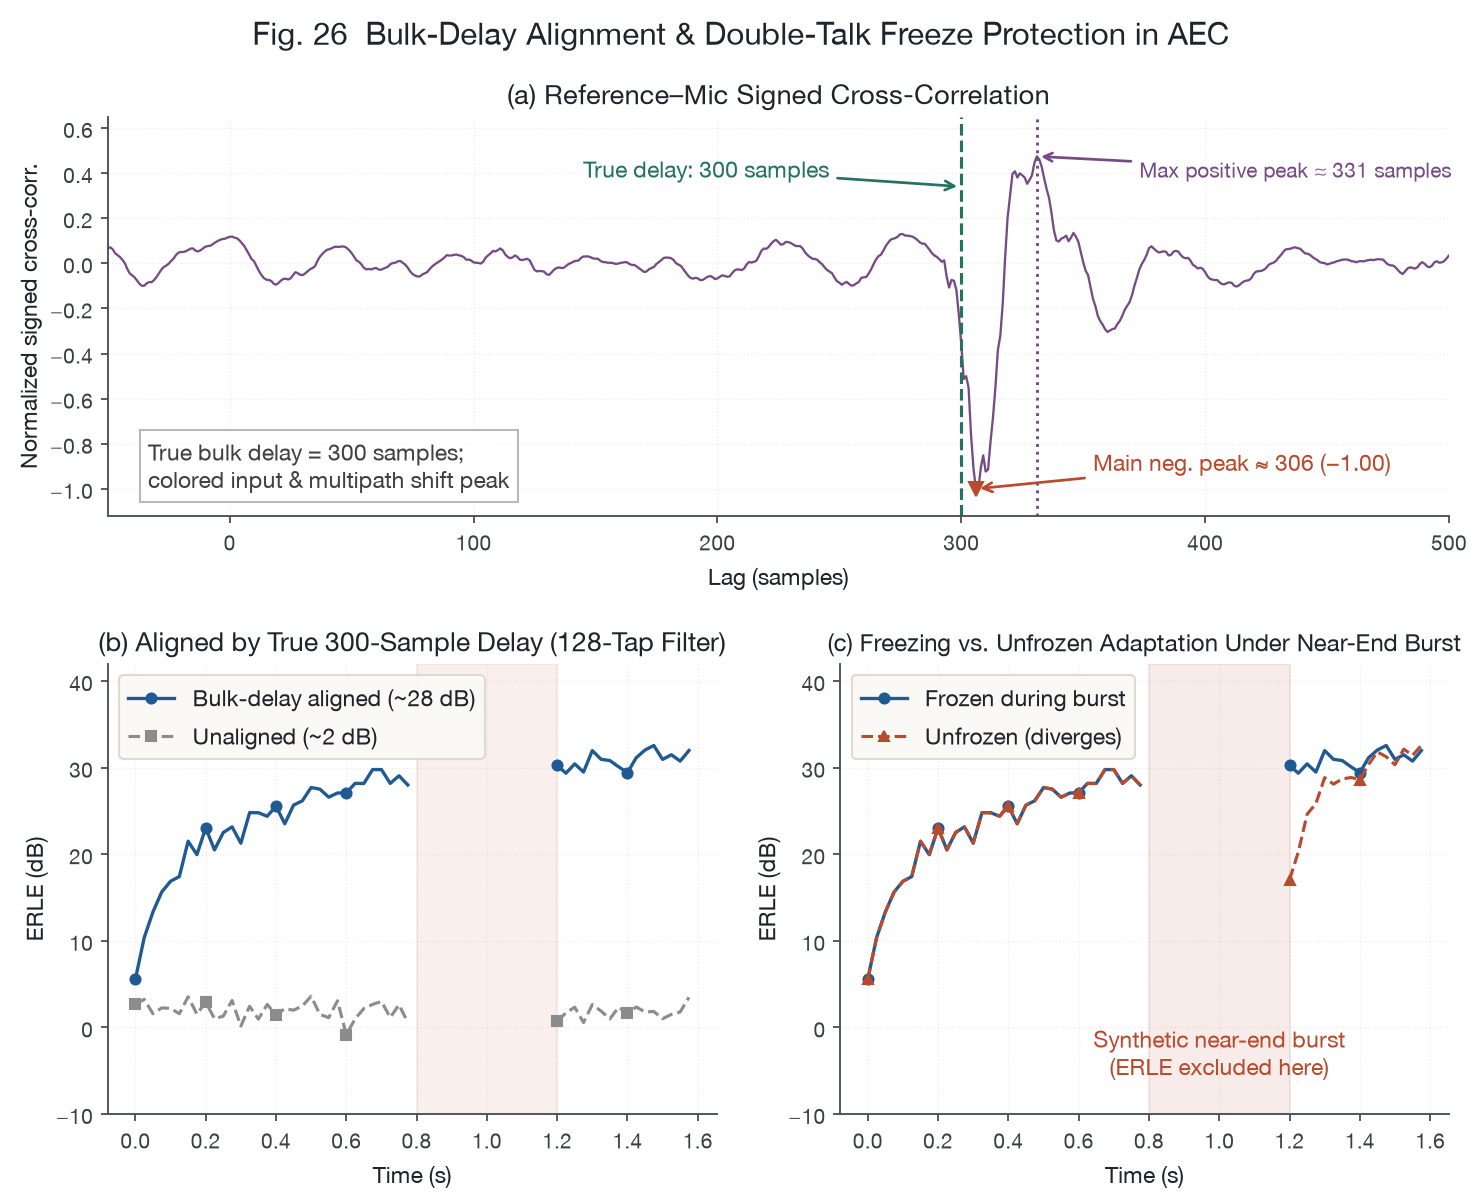 Fig. 26  Bulk-Delay Alignment & Double-Talk Freeze Protection in AEC
(a) Reference–Mic Signed Cross-Correlation
Normalized signed cross-corr.
0.6
0.4
0.2
0.0
−0.2
−0.4
−0.6
−0.8
−1.0
True delay: 300 samples
Max positive peak ≈ 331 samples
Main neg. peak ≈ 306 (−1.00)
True bulk delay = 300 samples;
colored input & multipath shift peak
0 100 200 300 400 500
Lag (samples)
(b) Aligned by True 300-Sample Delay (128-Tap Filter)
ERLE (dB)
40
30
20
10
0
−10
Bulk-delay aligned (~28 dB)
Unaligned (~2 dB)
0.0 0.2 0.4 0.6 0.8 1.0 1.2 1.4 1.6
Time (s)
(c) Freezing vs. Unfrozen Adaptation Under Near-End Burst
ERLE (dB)
40
30
20
10
0
−10
Frozen during burst
Unfrozen (diverges)
Synthetic near-end burst
(ERLE excluded here)
0.0 0.2 0.4 0.6 0.8 1.0 1.2 1.4 1.6
Time (s)